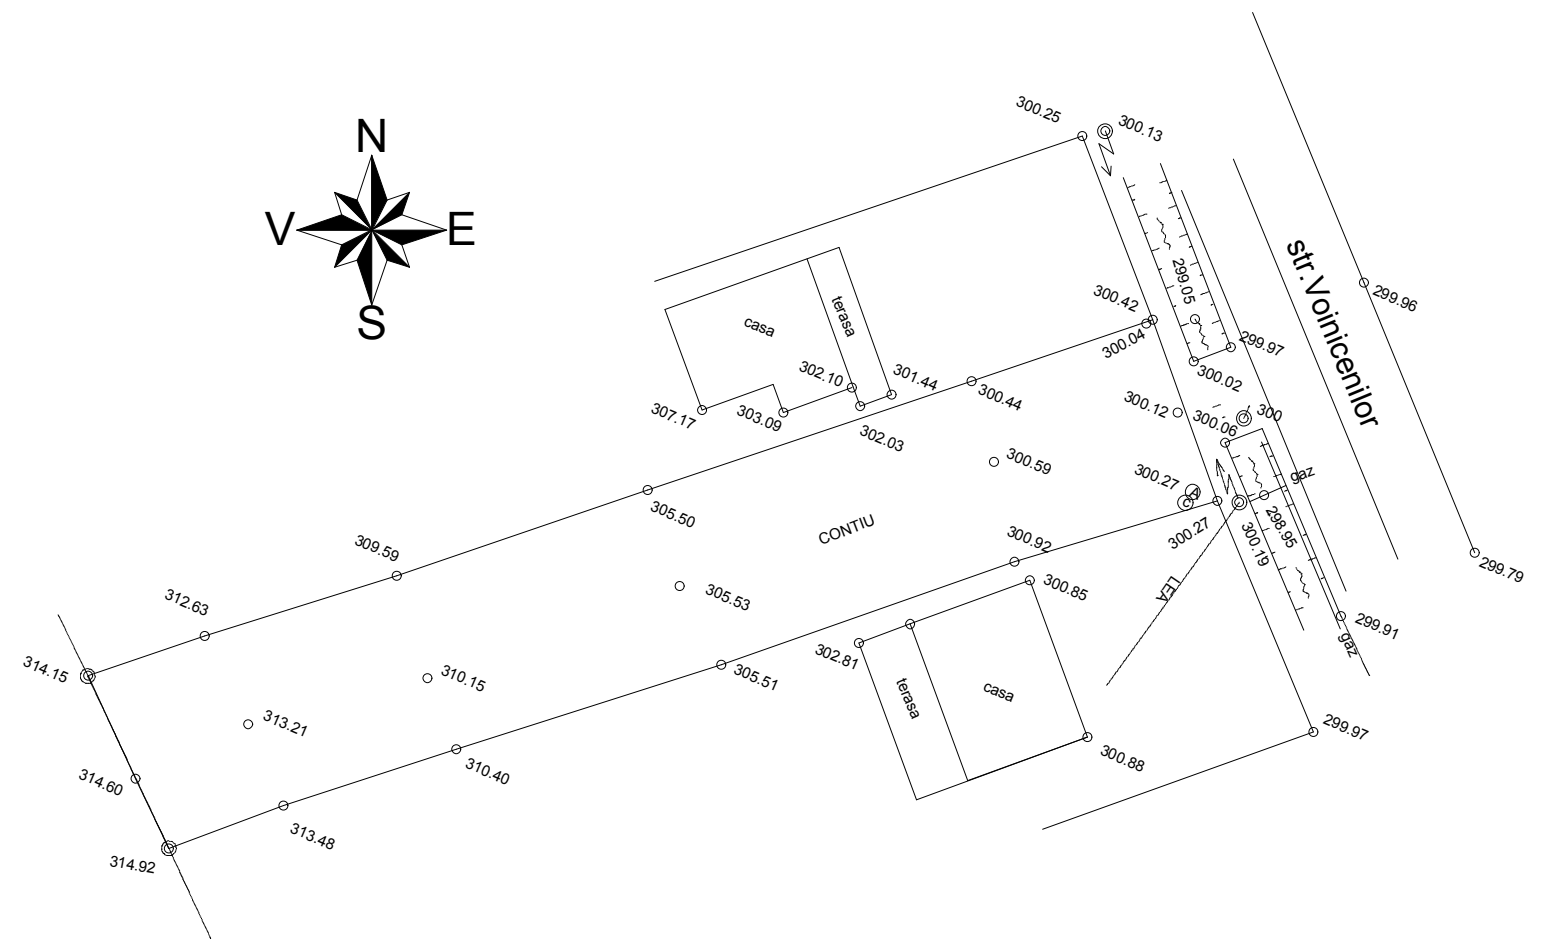 N
V
E
S
300.25
300.13
299.05
str.Voinicenilor
299.96
300.42
300.04
299.97
300.02
casa
terasa
302.10
301.44
307.17
303.09
302.03
300.44
300.12
300.06
300
300.59
300.27
A
C
gaz
305.50
CONTIU
300.92
300.27
300.19
298.95
299.79
309.59
312.63
305.53
300.85
LEA
299.91
gaz
314.15
310.15
305.51
302.81
terasa
casa
313.21
299.97
314.60
310.40
300.88
313.48
314.92